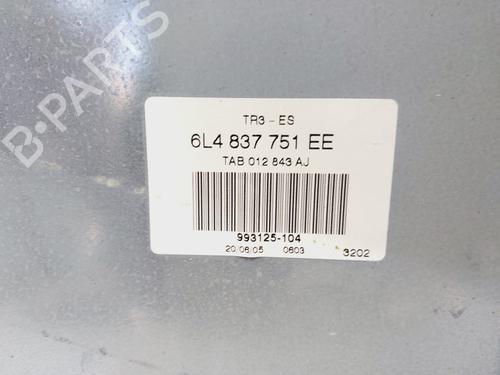 B-PARTS
TR3 - ES
6L4 837 751 EE
TAB 012 843 AJ
993125-104
20.06.05 0603 3202